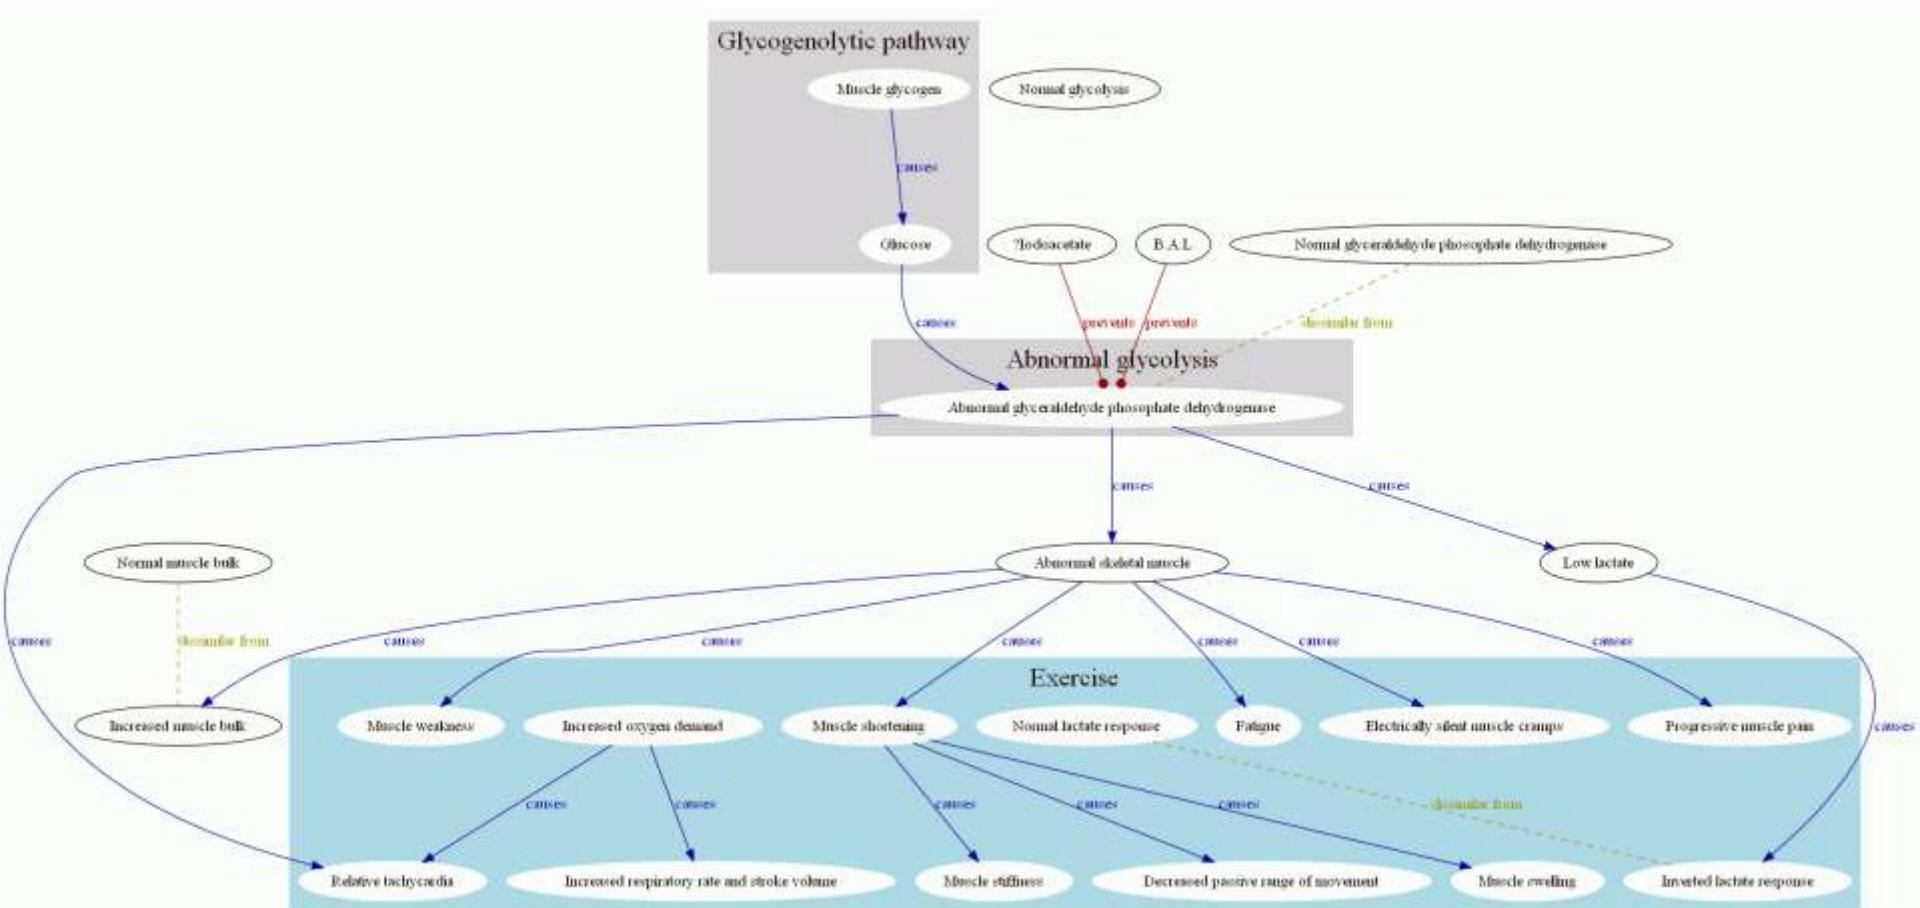 Glycogenolytic pathway
Muscle glycogen
Normal glycolysis
causes
Glucose
?Iodoacetate
B.A.L
Normal glyceraldehyde phosophate dehydrogenase
causes
prevents
prevents
dissimilar from
Abnormal glycolysis
Abnormal glyceraldehyde phosophate dehydrogenase
causes
causes
Normal muscle bulk
Abnormal skeletal muscle
Low lactate
causes
dissimilar from
causes
causes
causes
causes
causes
causes
Exercise
Increased muscle bulk
Muscle weakness
Increased oxygen demand
Muscle shortening
Normal lactate response
Fatigue
Electrically silent muscle cramps
Progressive muscle pain
causes
causes
causes
causes
causes
causes
dissimilar from
Relative tachycardia
Increased respiratory rate and stroke volume
Muscle stiffness
Decreased passive range of movement
Muscle swelling
Inverted lactate response